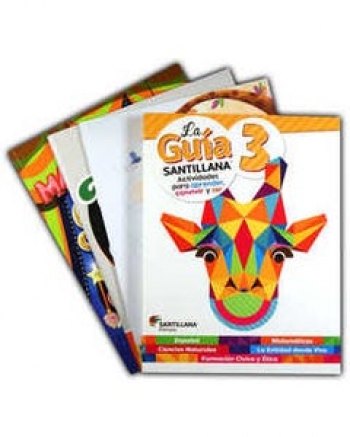 La
Guía 3
SANTILLANA
Actividades
para aprender,
convivir y ser
SANTILLANA
Español Matemáticas
Ciencias Naturales La Entidad donde Vivo
Formación Cívica y Ética